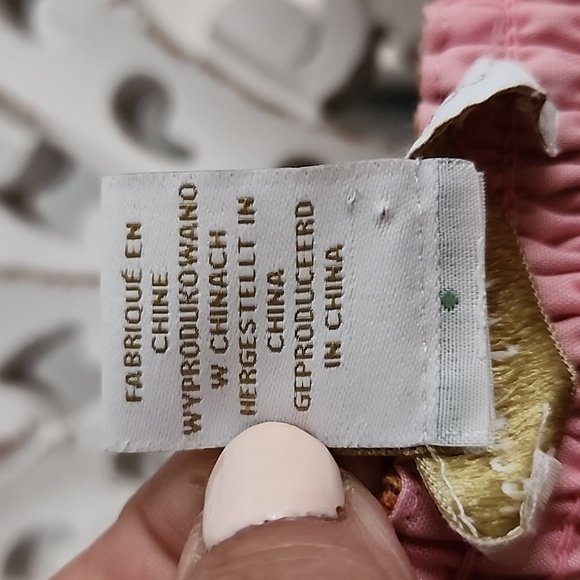 FABRIQUÉ EN
CHINE
WYPRODUKOWANO
W CHINACH
HERGESTELLT IN
CHINA
GEPRODUCEERD
IN CHINA